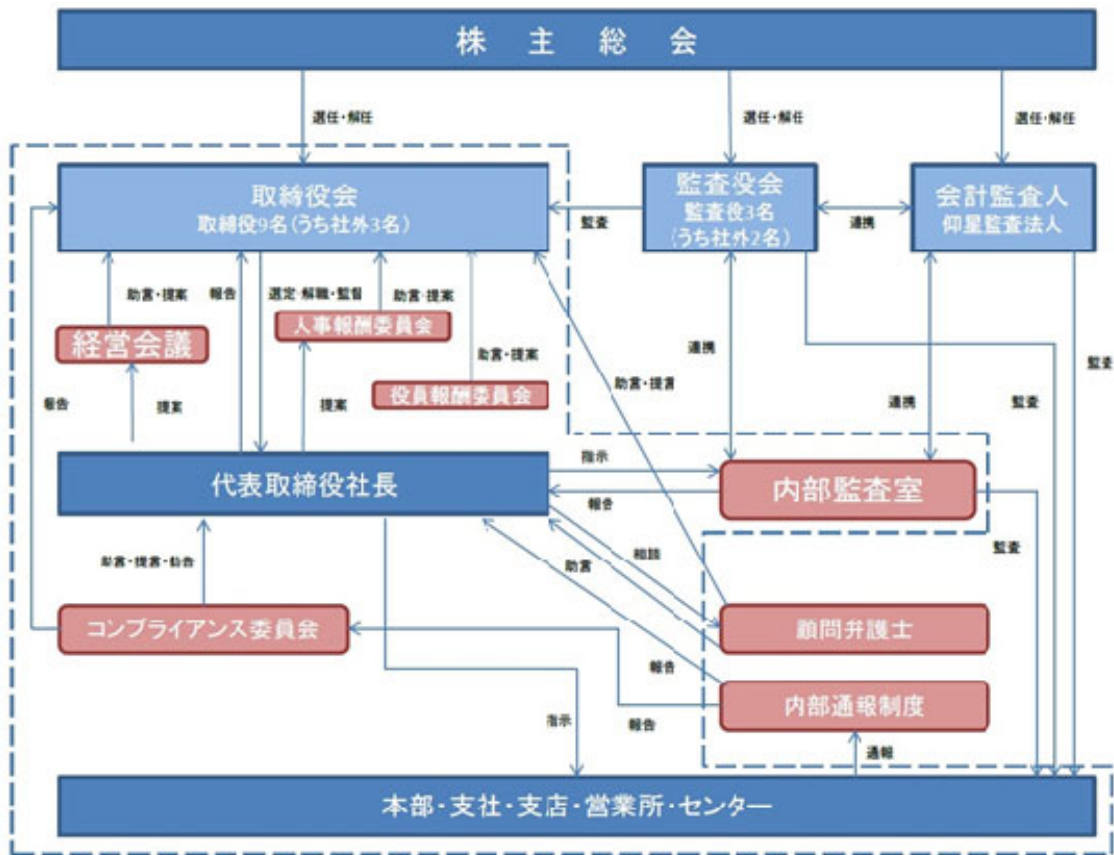 株主総会
選任・解任
選任・解任
選任・解任
取締役会
取締役9名(うち社外3名)
監査役会
監査役3名
(うち社外2名)
会計監査人
仰星監査法人
監査
連携
助言・提案
報告
選定・解職・監督
助言・提案
経営会議
人事報酬委員会
助言・提案
役員報酬委員会
連携
助言・提言
連携
監査
監査
報告
提案
提案
代表取締役社長
指示
報告
内部監査室
監査
助言・提言・勧告
助言
相談
コンプライアンス委員会
顧問弁護士
報告
内部通報制度
指示
報告
通報
本部・支社・支店・営業所・センター